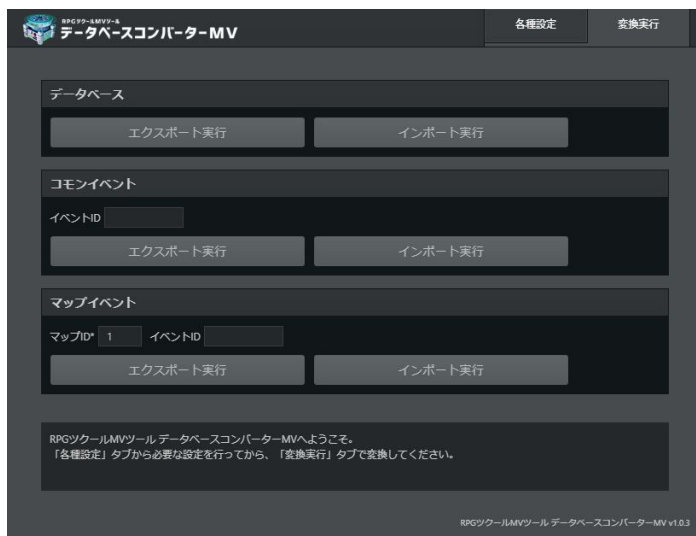 RPGツクールMVツール
データベースコンバーターMV
各種設定
変換実行
データベース
エクスポート実行
インポート実行
コモンイベント
イベントID
エクスポート実行
インポート実行
マップイベント
マップID* 1 イベントID
エクスポート実行
インポート実行
RPGツクールMVツール データベースコンバーターMVへようこそ。
「各種設定」タブから必要な設定を行ってから、「変換実行」タブで変換してください。
RPGツクールMVツール データベースコンバーターMV v1.0.3